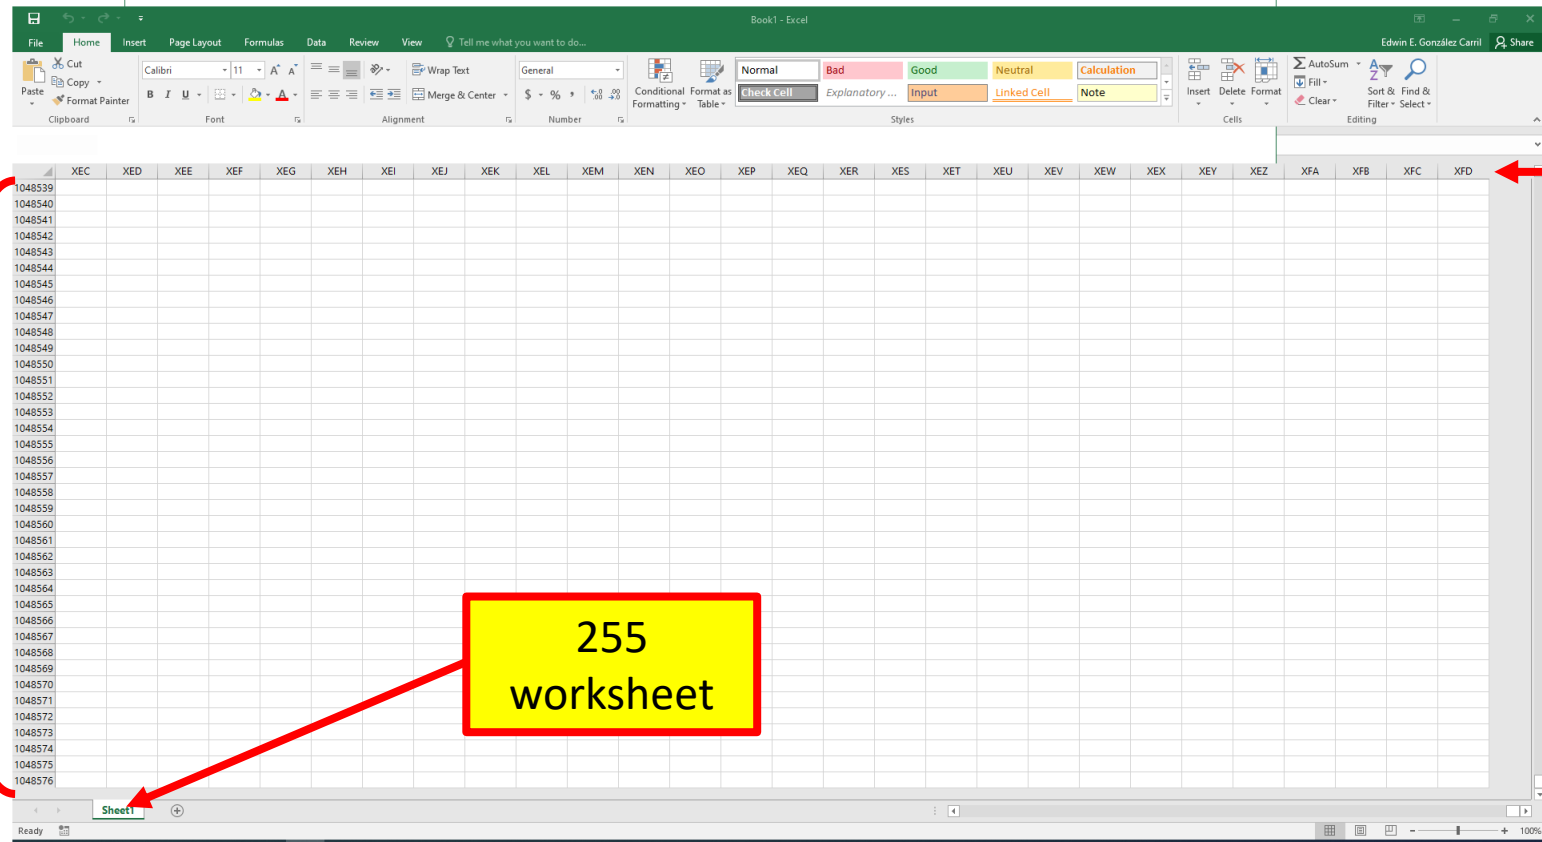 Book1 - Excel
File Home Insert Page Layout Formulas Data Review View Tell me what you want to do... Edwin E. González Carril Share
Cut
Copy
Format Painter
Paste
Clipboard
Calibri 11 A A
B I U A
Font
Wrap Text
Merge & Center
Alignment
General
$ % , .00 .00
Number
Conditional Formatting
Format as Table
Normal Bad Good Neutral Calculation
Check Cell Explanatory ... Input Linked Cell Note
Styles
Insert Delete Format
Cells
AutoSum
Fill
Clear
Sort & Filter
Find & Select
Editing
XEC XED XEE XEF XEG XEH XEI XEJ XEK XEL XEM XEN XEO XEP XEQ XER XES XET XEU XEV XEW XEX XEY XEZ XFA XFB XFC XFD
1048539
1048540
1048541
1048542
1048543
1048544
1048545
1048546
1048547
1048548
1048549
1048550
1048551
1048552
1048553
1048554
1048555
1048556
1048557
1048558
1048559
1048560
1048561
1048562
1048563
1048564
1048565
1048566
1048567
1048568
1048569
1048570
1048571
1048572
1048573
1048574
1048575
1048576
255
worksheet
Sheet1
Ready
100%